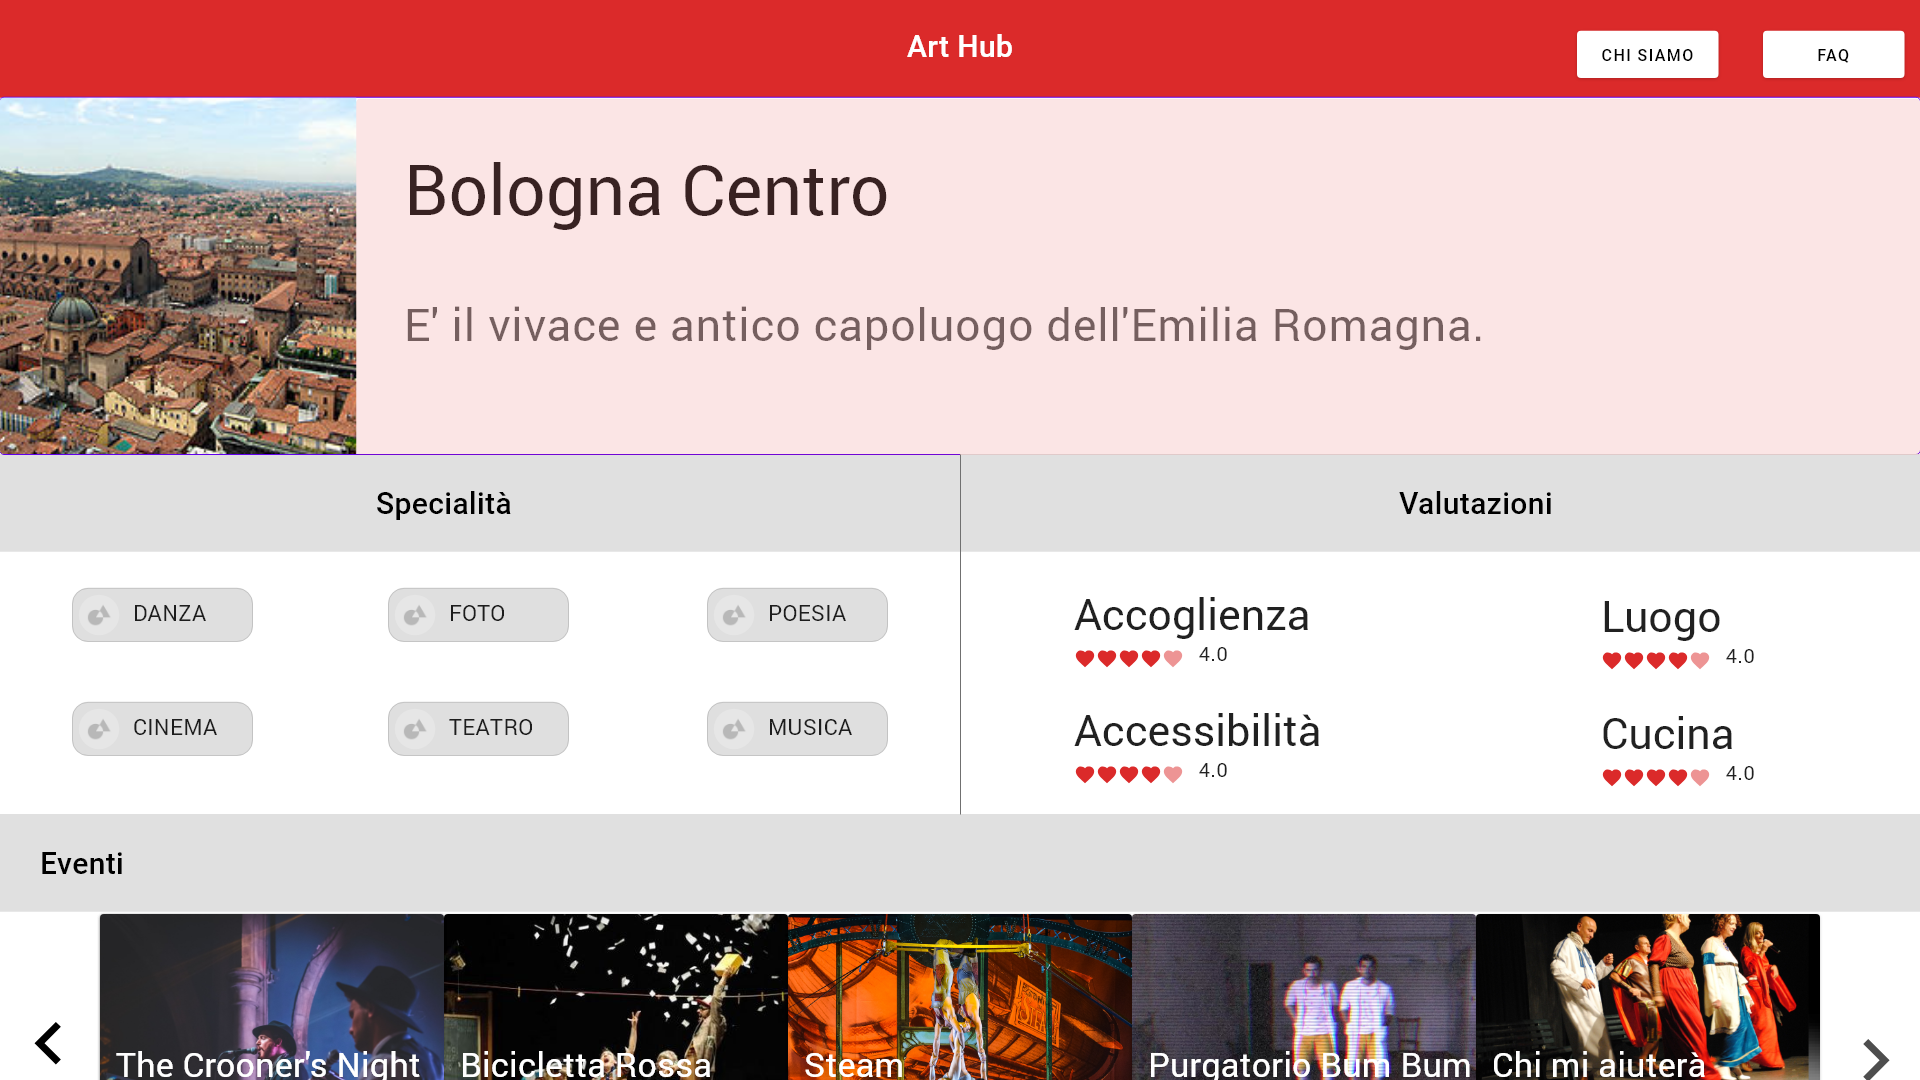 Art Hub
CHI SIAMO
FAQ
Bologna Centro
E' il vivace e antico capoluogo dell'Emilia Romagna.
Specialità
Valutazioni
DANZA
FOTO
POESIA
CINEMA
TEATRO
MUSICA
Accoglienza
4.0
Luogo
4.0
Accessibilità
4.0
Cucina
4.0
Eventi
The Crooner's Night
Bicicletta Rossa
Steam
Purgatorio Bum Bum
Chi mi aiuterà